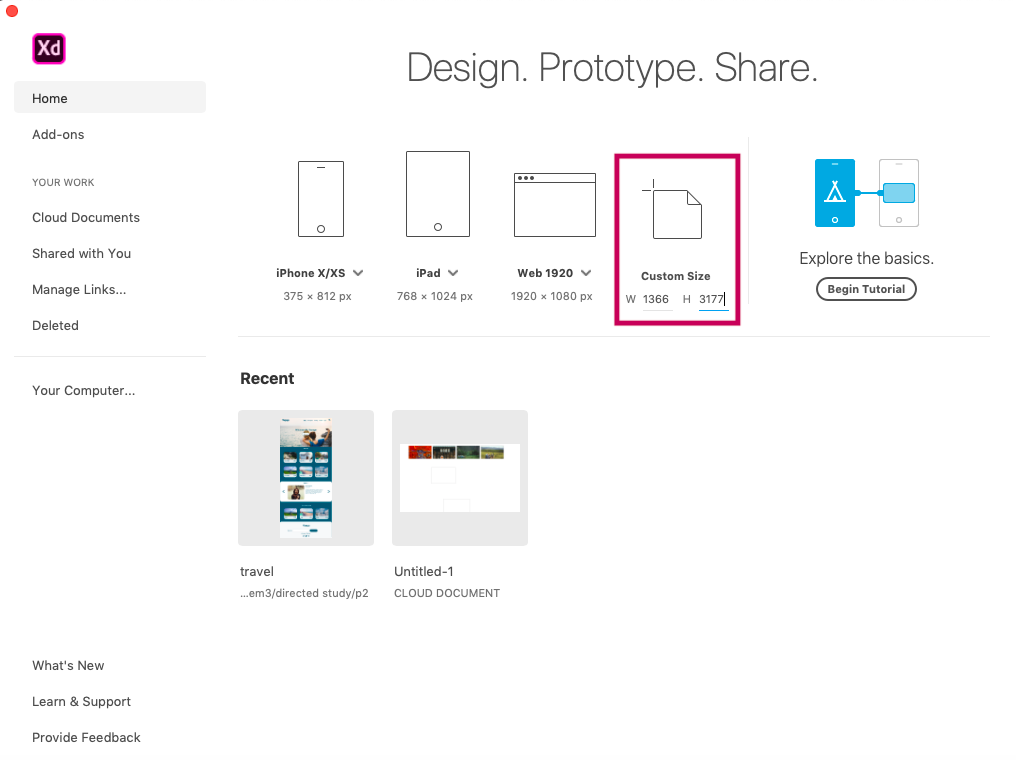 Xd
Design. Prototype. Share.
Home
Add-ons
YOUR WORK
Cloud Documents
Shared with You
Manage Links...
Deleted
Your Computer...
iPhone X/XS
375 × 812 px
iPad
768 × 1024 px
Web 1920
1920 × 1080 px
Custom Size
W 1366 H 3177
Explore the basics.
Begin Tutorial
Recent
travel
...em3/directed study/p2
Untitled-1
CLOUD DOCUMENT
What's New
Learn & Support
Provide Feedback